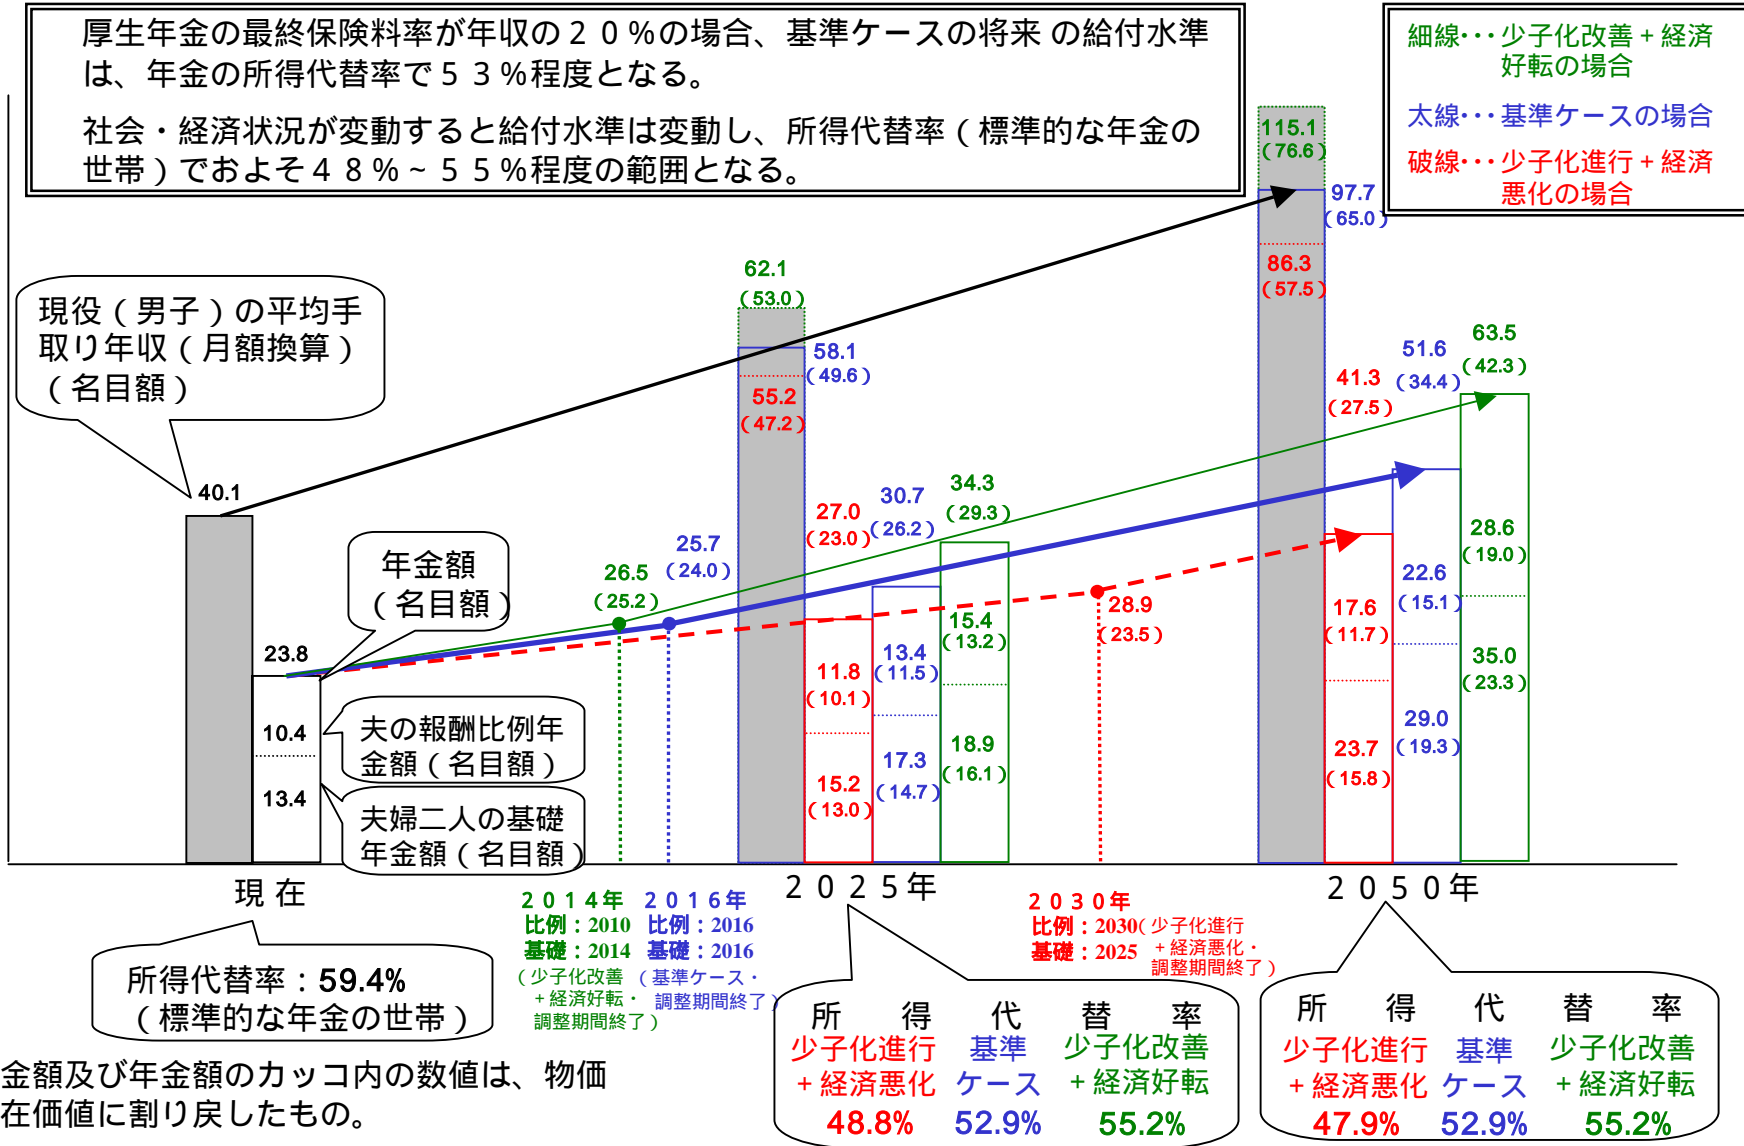 厚生年金の最終保険料率が年収の２０%の場合、基準ケースの将来 の給付水準
は、年金の所得代替率で５３%程度となる。
社会・経済状況が変動すると給付水準は変動し、所得代替率（標準的な年金の
世帯）でおよそ４８%～５５%程度の範囲となる。
細線･･･少子化改善+経済
好転の場合
太線･･･基準ケースの場合
破線･･･少子化進行+経済
悪化の場合
現役（男子）の平均手
取り年収（月額換算）
（名目額）
40.1
年金額
（名目額）
23.8
10.4
13.4
夫の報酬比例年
金額（名目額）
夫婦二人の基礎
年金額（名目額）
26.5
(25.2)
25.7
(24.0)
62.1
(53.0)
58.1
(49.6)
55.2
(47.2)
27.0
(23.0)
11.8
(10.1)
15.2
(13.0)
30.7
(26.2)
13.4
(11.5)
17.3
(14.7)
34.3
(29.3)
15.4
(13.2)
18.9
(16.1)
28.9
(23.5)
115.1
(76.6)
97.7
(65.0)
86.3
(57.5)
41.3
(27.5)
17.6
(11.7)
23.7
(15.8)
51.6
(34.4)
22.6
(15.1)
29.0
(19.3)
63.5
(42.3)
28.6
(19.0)
35.0
(23.3)
現在
２０２５年
２０５０年
２０１４年
比例：2010
基礎：2014
（少子化改善
+経済好転・
調整期間終了）
２０１６年
比例：2016
基礎：2016
（基準ケース・
調整期間終了）
２０３０年
比例：2030（少子化進行
基礎：2025 +経済悪化・
調整期間終了）
所得代替率：59.4%
（標準的な年金の世帯）
所得代替率
少子化進行 基準 少子化改善
+経済悪化 ケース +経済好転
48.8% 52.9% 55.2%
所得代替率
少子化進行 基準 少子化改善
+経済悪化 ケース +経済好転
47.9% 52.9% 55.2%
金額及び年金額のカッコ内の数値は、物価
在価値に割り戻したもの。